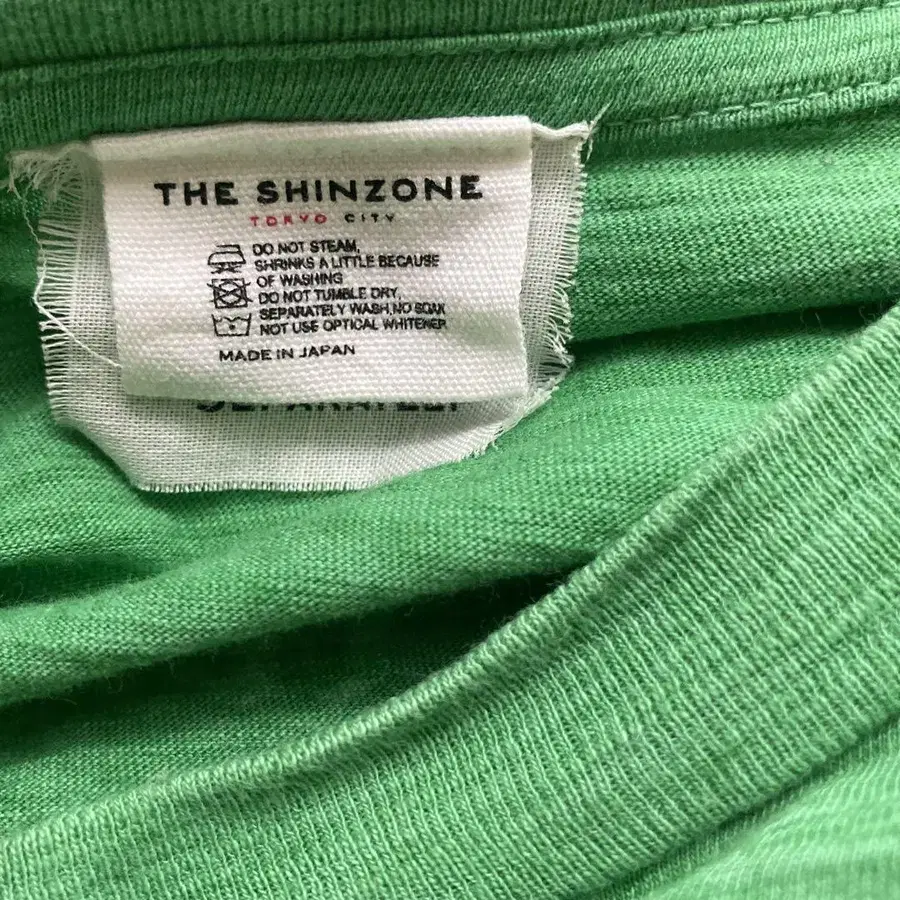 THE SHINZONE
TOKYO CITY
DO NOT STEAM,
SHRINKS A LITTLE BECAUSE
OF WASHING
DO NOT TUMBLE DRY,
SEPARATELY WASH,NO SOAK
NOT USE OPTICAL WHITENER
MADE IN JAPAN